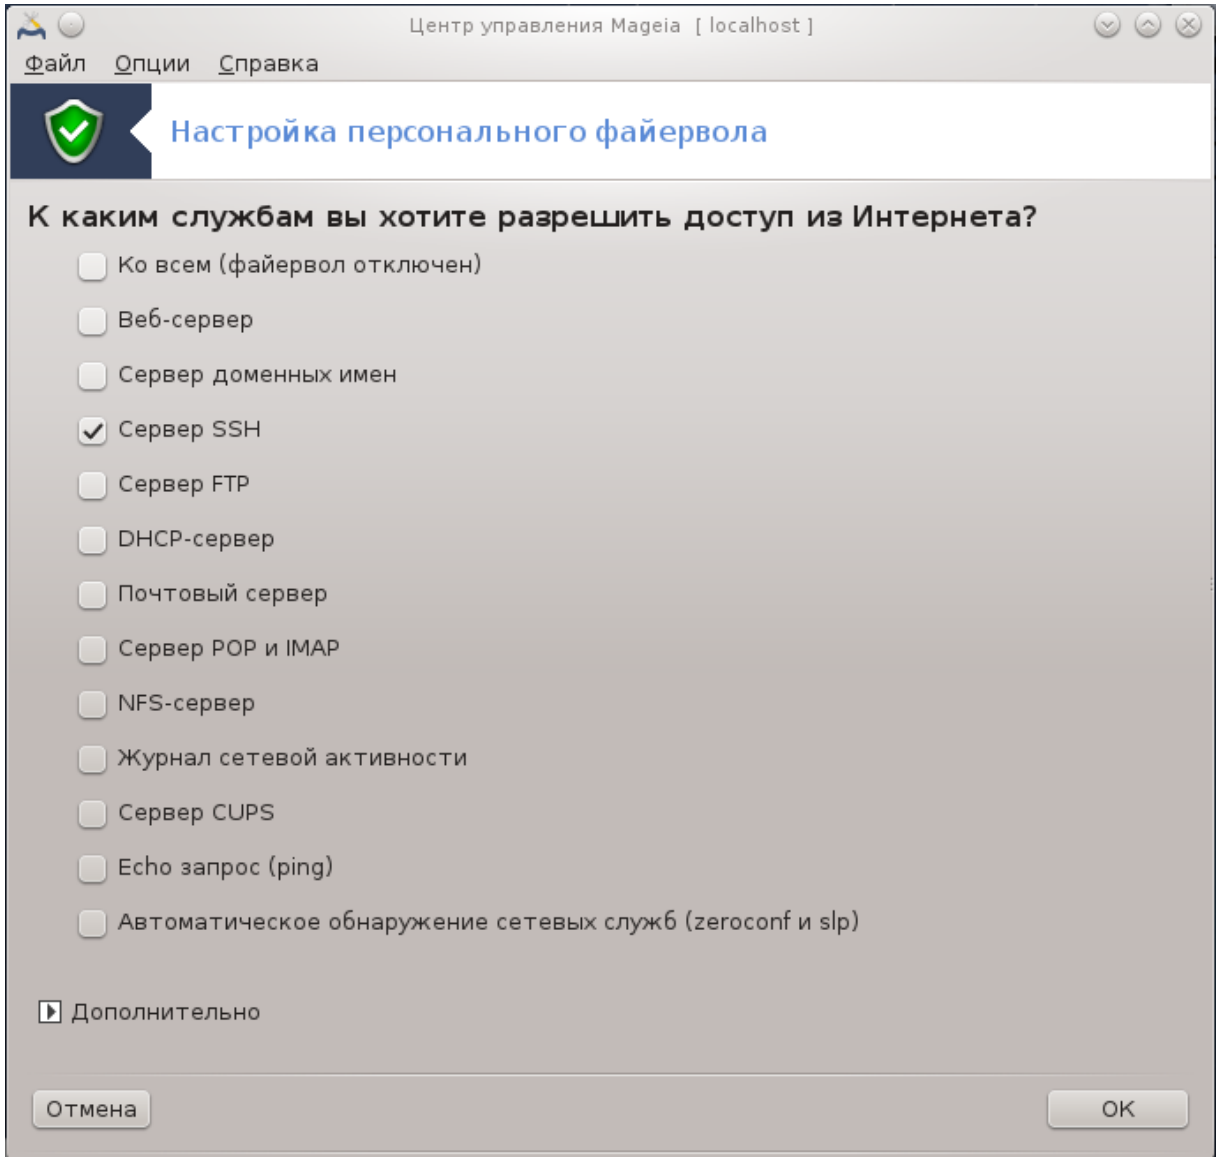 Центр управления Mageia [ localhost ]
Файл Опции Справка
Настройка персонального файервола
К каким службам вы хотите разрешить доступ из Интернета?
Ко всем (файервол отключен)
Веб-сервер
Сервер доменных имен
Сервер SSH
Сервер FTP
DHCP-сервер
Почтовый сервер
Сервер POP и IMAP
NFS-сервер
Журнал сетевой активности
Сервер CUPS
Echo запрос (ping)
Автоматическое обнаружение сетевых служб (zeroconf и slp)
Дополнительно
Отмена OK